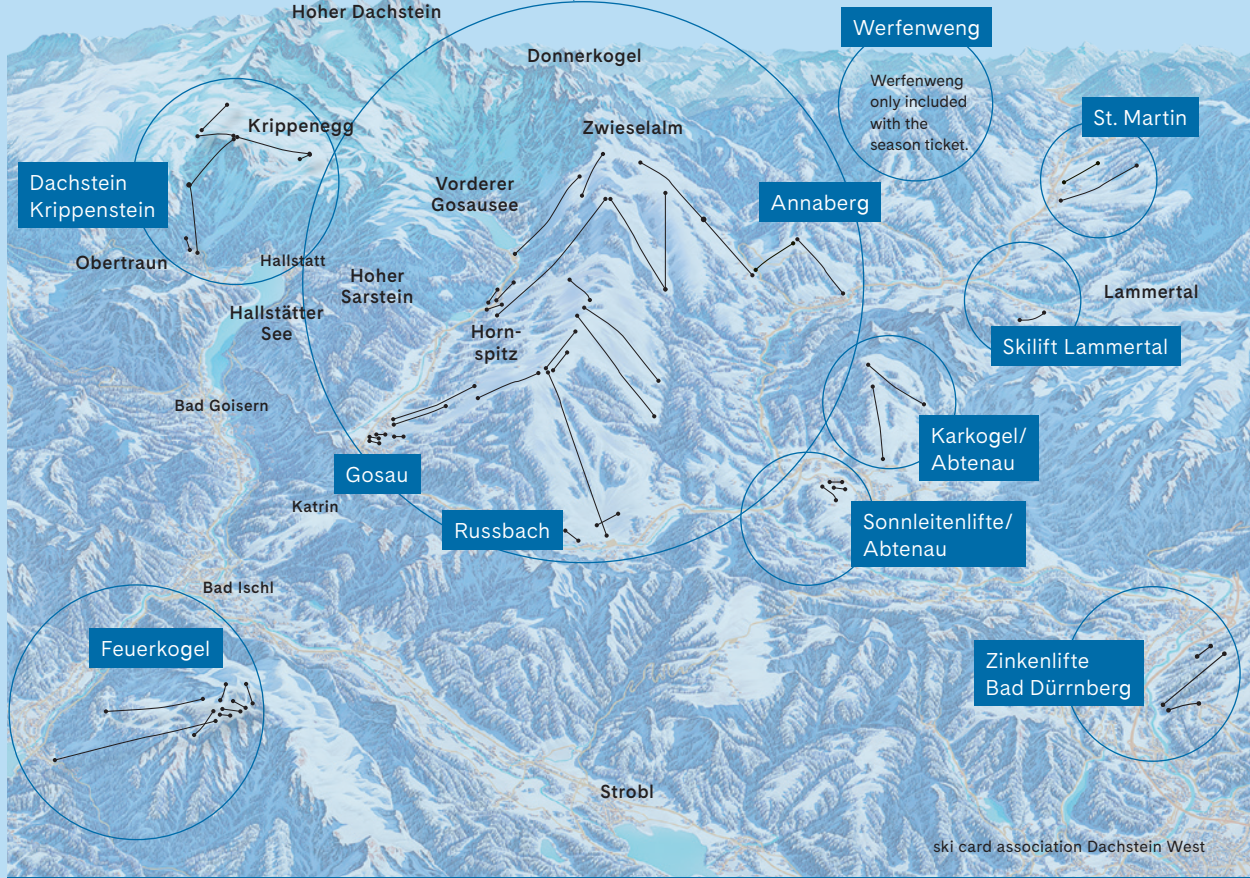 Hoher Dachstein
Werfenweng
Donnerkogel
Werfenweng
only included
with the
season ticket.
St. Martin
Krippenegg
Zwieselalm
Dachstein
Krippenstein
Vorderer
Gosausee
Annaberg
Obertraun
Hallstatt
Hoher
Sarstein
Lammertal
Hallstätter
See
Horn-
spitz
Skilift Lammertal
Bad Goisern
Karkogel/
Abtenau
Gosau
Katrin
Russbach
Sonnleitenlifte/
Abtenau
Bad Ischl
Feuerkogel
Zinkenlifte
Bad Dürrnberg
Strobl
ski card association Dachstein West